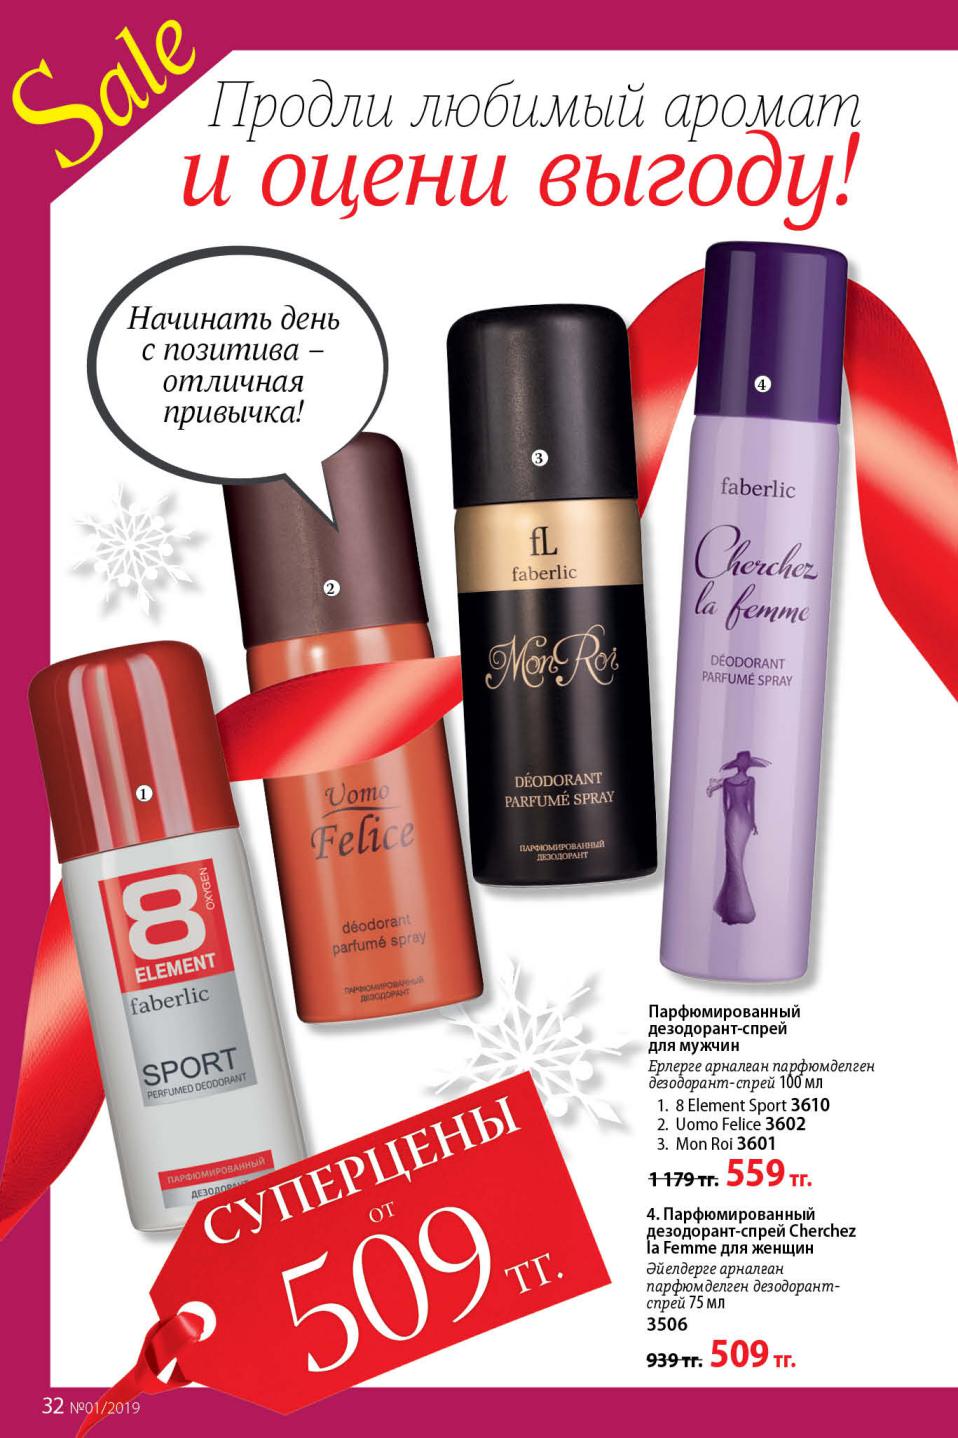 Sale
Продли любимый аромат
и оцени выгоду!
Начинать день
с позитива –
отличная
привычка!
4
faberlic
Cherchez
la femme
DÉODORANT
PARFUMÉ SPRAY
3
fL
faberlic
Mon Roi
DÉODORANT
PARFUMÉ SPRAY
ПАРФЮМИРОВАННЫЙ
ДЕЗОДОРАНТ
2
Uomo
Felice
déodorant
parfumé spray
ПАРФЮМИРОВАННЫЙ
ДЕЗОДОРАНТ
1
8
OXYGEN
ELEMENT
faberlic
SPORT
PERFUMED DEODORANT
ПАРФЮМИРОВАННЫЙ
ДЕЗОДОРАНТ
СУПЕРЦЕНЫ
ОТ
509 ТГ.
Парфюмированный
дезодорант-спрей
для мужчин
Ерлерге арналған парфюмделген
дезодорант-спрей 100 мл
1. 8 Element Sport 3610
2. Uomo Felice 3602
3. Mon Roi 3601
1 179 тг. 559 тг.
4. Парфюмированный
дезодорант-спрей Cherchez
la Femme для женщин
Әйелдерге арналған
парфюмделген дезодорант-
спрей 75 мл
3506
939 тг. 509 тг.
32 №01/2019